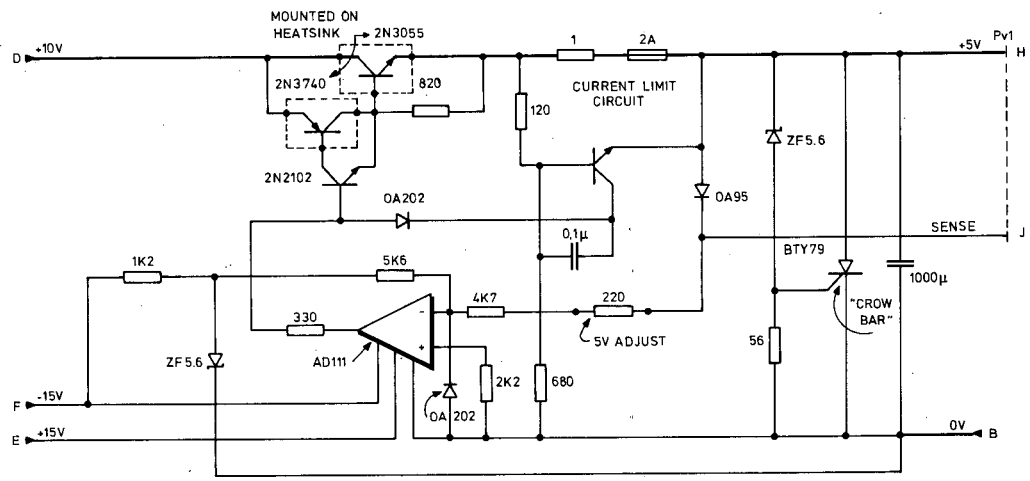 MOUNTED ON
HEATSINK
2N3055
1
2A
Pv1
D
+10V
+5V
H
2N3740
820
CURRENT LIMIT
CIRCUIT
120
ZF5.6
2N2102
OA202
OA95
0,1µ
SENSE
J
1K2
5K6
BTY79
1000µ
4K7
220
"CROW
BAR"
330
-
+
5V ADJUST
56
ZF5.6
AD111
2K2
680
F
-15V
OA 202
E
+15V
0V
B